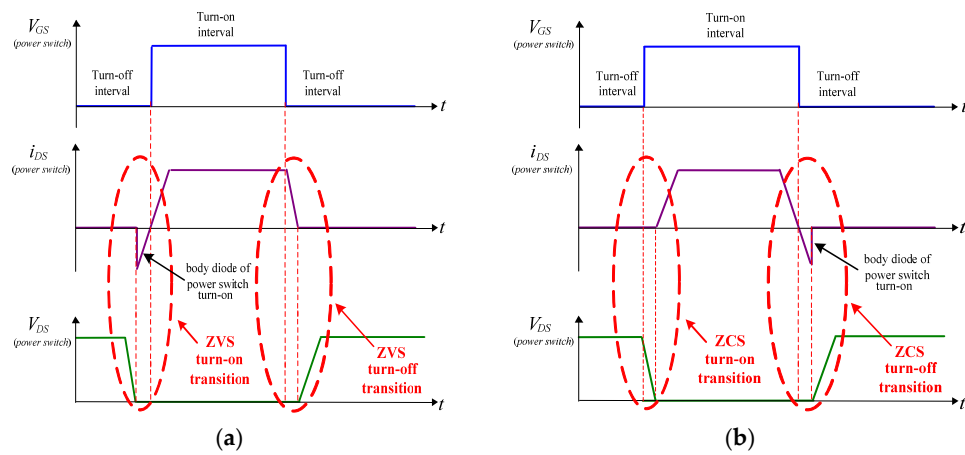 V_GS
(power switch)
Turn-on
interval
Turn-off
interval
Turn-off
interval
t
i_DS
(power switch)
t
body diode of
power switch
turn-on
V_DS
(power switch)
ZVS
turn-on
transition
ZVS
turn-off
transition
t
(a)
V_GS
(power switch)
Turn-on
interval
Turn-off
interval
Turn-off
interval
t
i_DS
(power switch)
t
body diode of
power switch
turn-on
V_DS
(power switch)
ZCS
turn-on
transition
ZCS
turn-off
transition
t
(b)